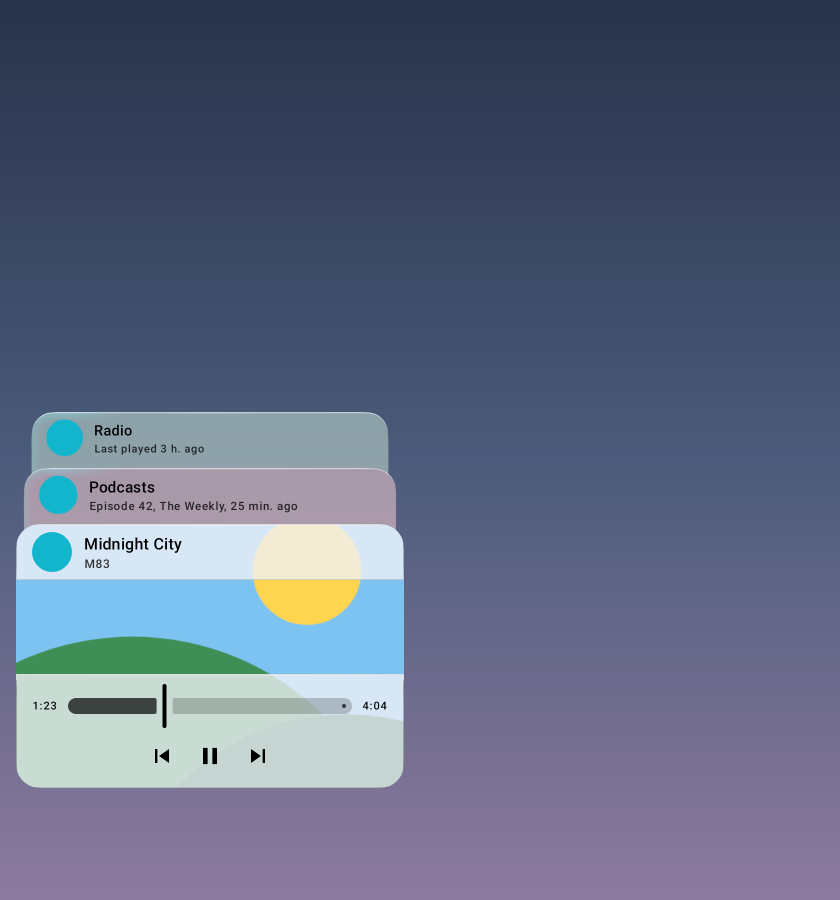 Radio
Last played 3 h. ago
Podcasts
Episode 42, The Weekly, 25 min. ago
Midnight City
M83
1:23
4:04